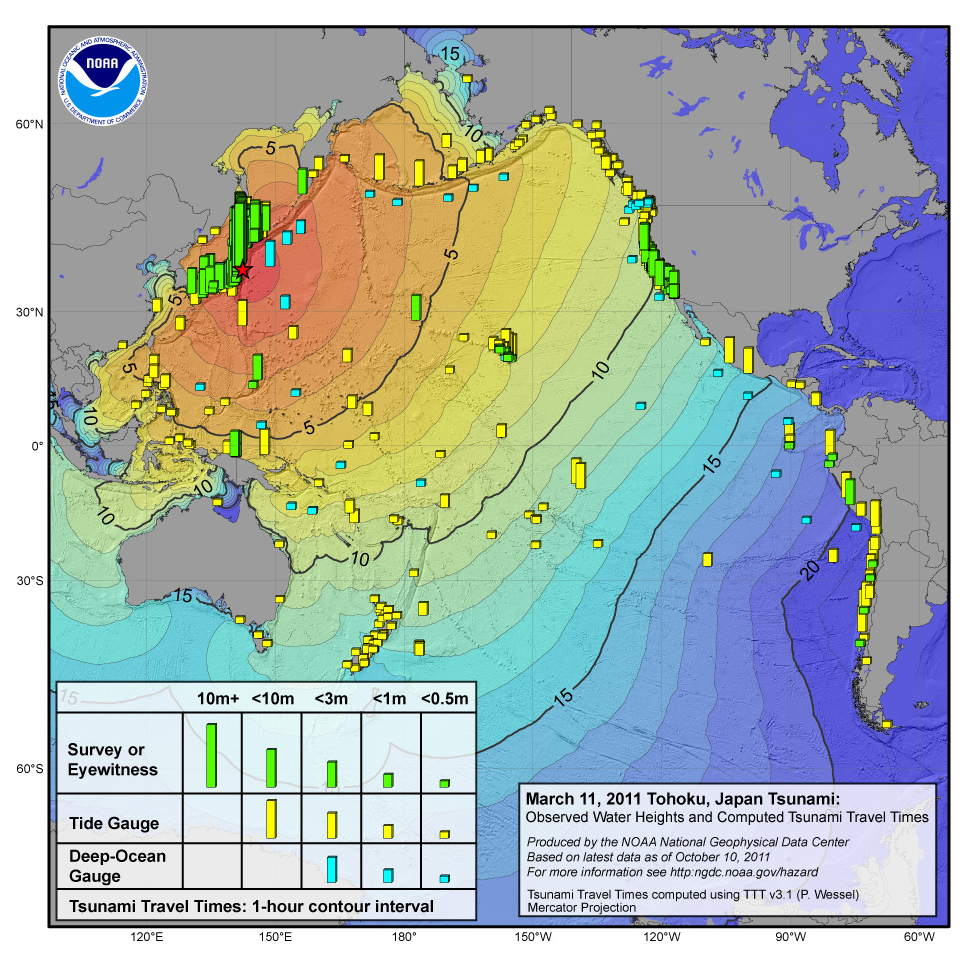 NATIONAL OCEANIC AND ATMOSPHERIC ADMINISTRATION
NOAA
U.S. DEPARTMENT OF COMMERCE
15
10
5
60°N
5
5
30°N
5
10
5
10
5
15
0°
10
10
10
20
30°S
15
15
15
60°S
10m+ <10m <3m <1m <0.5m
Survey or
Eyewitness
Tide Gauge
Deep-Ocean
Gauge
Tsunami Travel Times: 1-hour contour interval
March 11, 2011 Tohoku, Japan Tsunami:
Observed Water Heights and Computed Tsunami Travel Times
Produced by the NOAA National Geophysical Data Center
Based on latest data as of October 10, 2011
For more information see http:ngdc.noaa.gov/hazard
Tsunami Travel Times computed using TTT v3.1 (P. Wessel)
Mercator Projection
120°E 150°E 180° 150°W 120°W 90°W 60°W